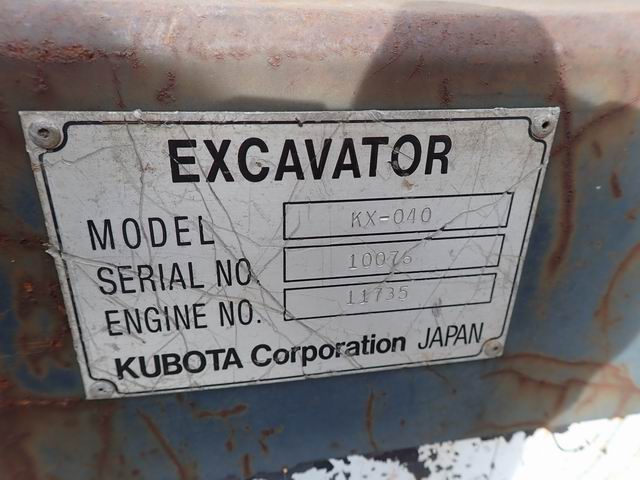 EXCAVATOR
MODEL KX-040
SERIAL NO. 10076
ENGINE NO. 11735
KUBOTA Corporation JAPAN